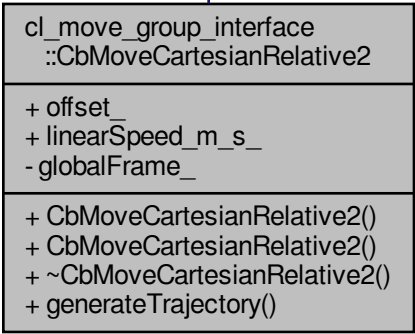 cl_move_group_interface
::CbMoveCartesianRelative2
+ offset_
+ linearSpeed_m_s_
- globalFrame_
+ CbMoveCartesianRelative2()
+ CbMoveCartesianRelative2()
+ ~CbMoveCartesianRelative2()
+ generateTrajectory()